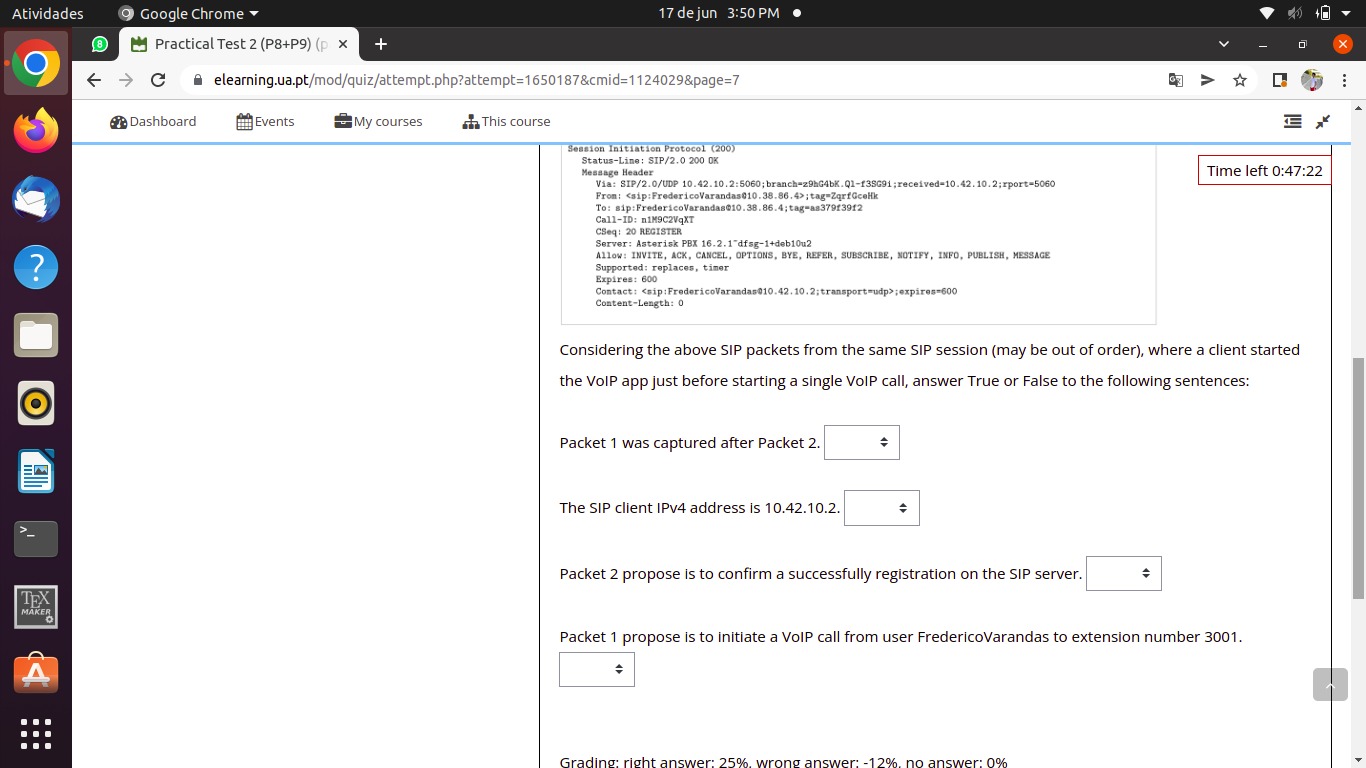 Atividades
Google Chrome
17 de jun 3:50 PM
Practical Test 2 (P8+P9) (p
elearning.ua.pt/mod/quiz/attempt.php?attempt=1650187&cmid=1124029&page=7
Dashboard
Events
My courses
This course
Time left 0:47:22
Session Initiation Protocol (200)
Status-Line: SIP/2.0 200 OK
Message Header
Via: SIP/2.0/UDP 10.42.10.2:5060;branch=z9hG4bK.Ql-f3SG9i;received=10.42.10.2;rport=5060
From: <sip:FredericoVarandas@10.38.86.4>;tag=ZqrfGceHk
To: sip:FredericoVarandas@10.38.86.4;tag=as379f39f2
Call-ID: n1M9C2VqXT
CSeq: 20 REGISTER
Server: Asterisk PBX 16.2.1~dfsg-1+deb10u2
Allow: INVITE, ACK, CANCEL, OPTIONS, BYE, REFER, SUBSCRIBE, NOTIFY, INFO, PUBLISH, MESSAGE
Supported: replaces, timer
Expires: 600
Contact: <sip:FredericoVarandas@10.42.10.2;transport=udp>;expires=600
Content-Length: 0
Considering the above SIP packets from the same SIP session (may be out of order), where a client started
the VoIP app just before starting a single VoIP call, answer True or False to the following sentences:
Packet 1 was captured after Packet 2.
The SIP client IPv4 address is 10.42.10.2.
Packet 2 propose is to confirm a successfully registration on the SIP server.
Packet 1 propose is to initiate a VoIP call from user FredericoVarandas to extension number 3001.
Grading: right answer: 25%, wrong answer: -12%, no answer: 0%
TEX
MAKER